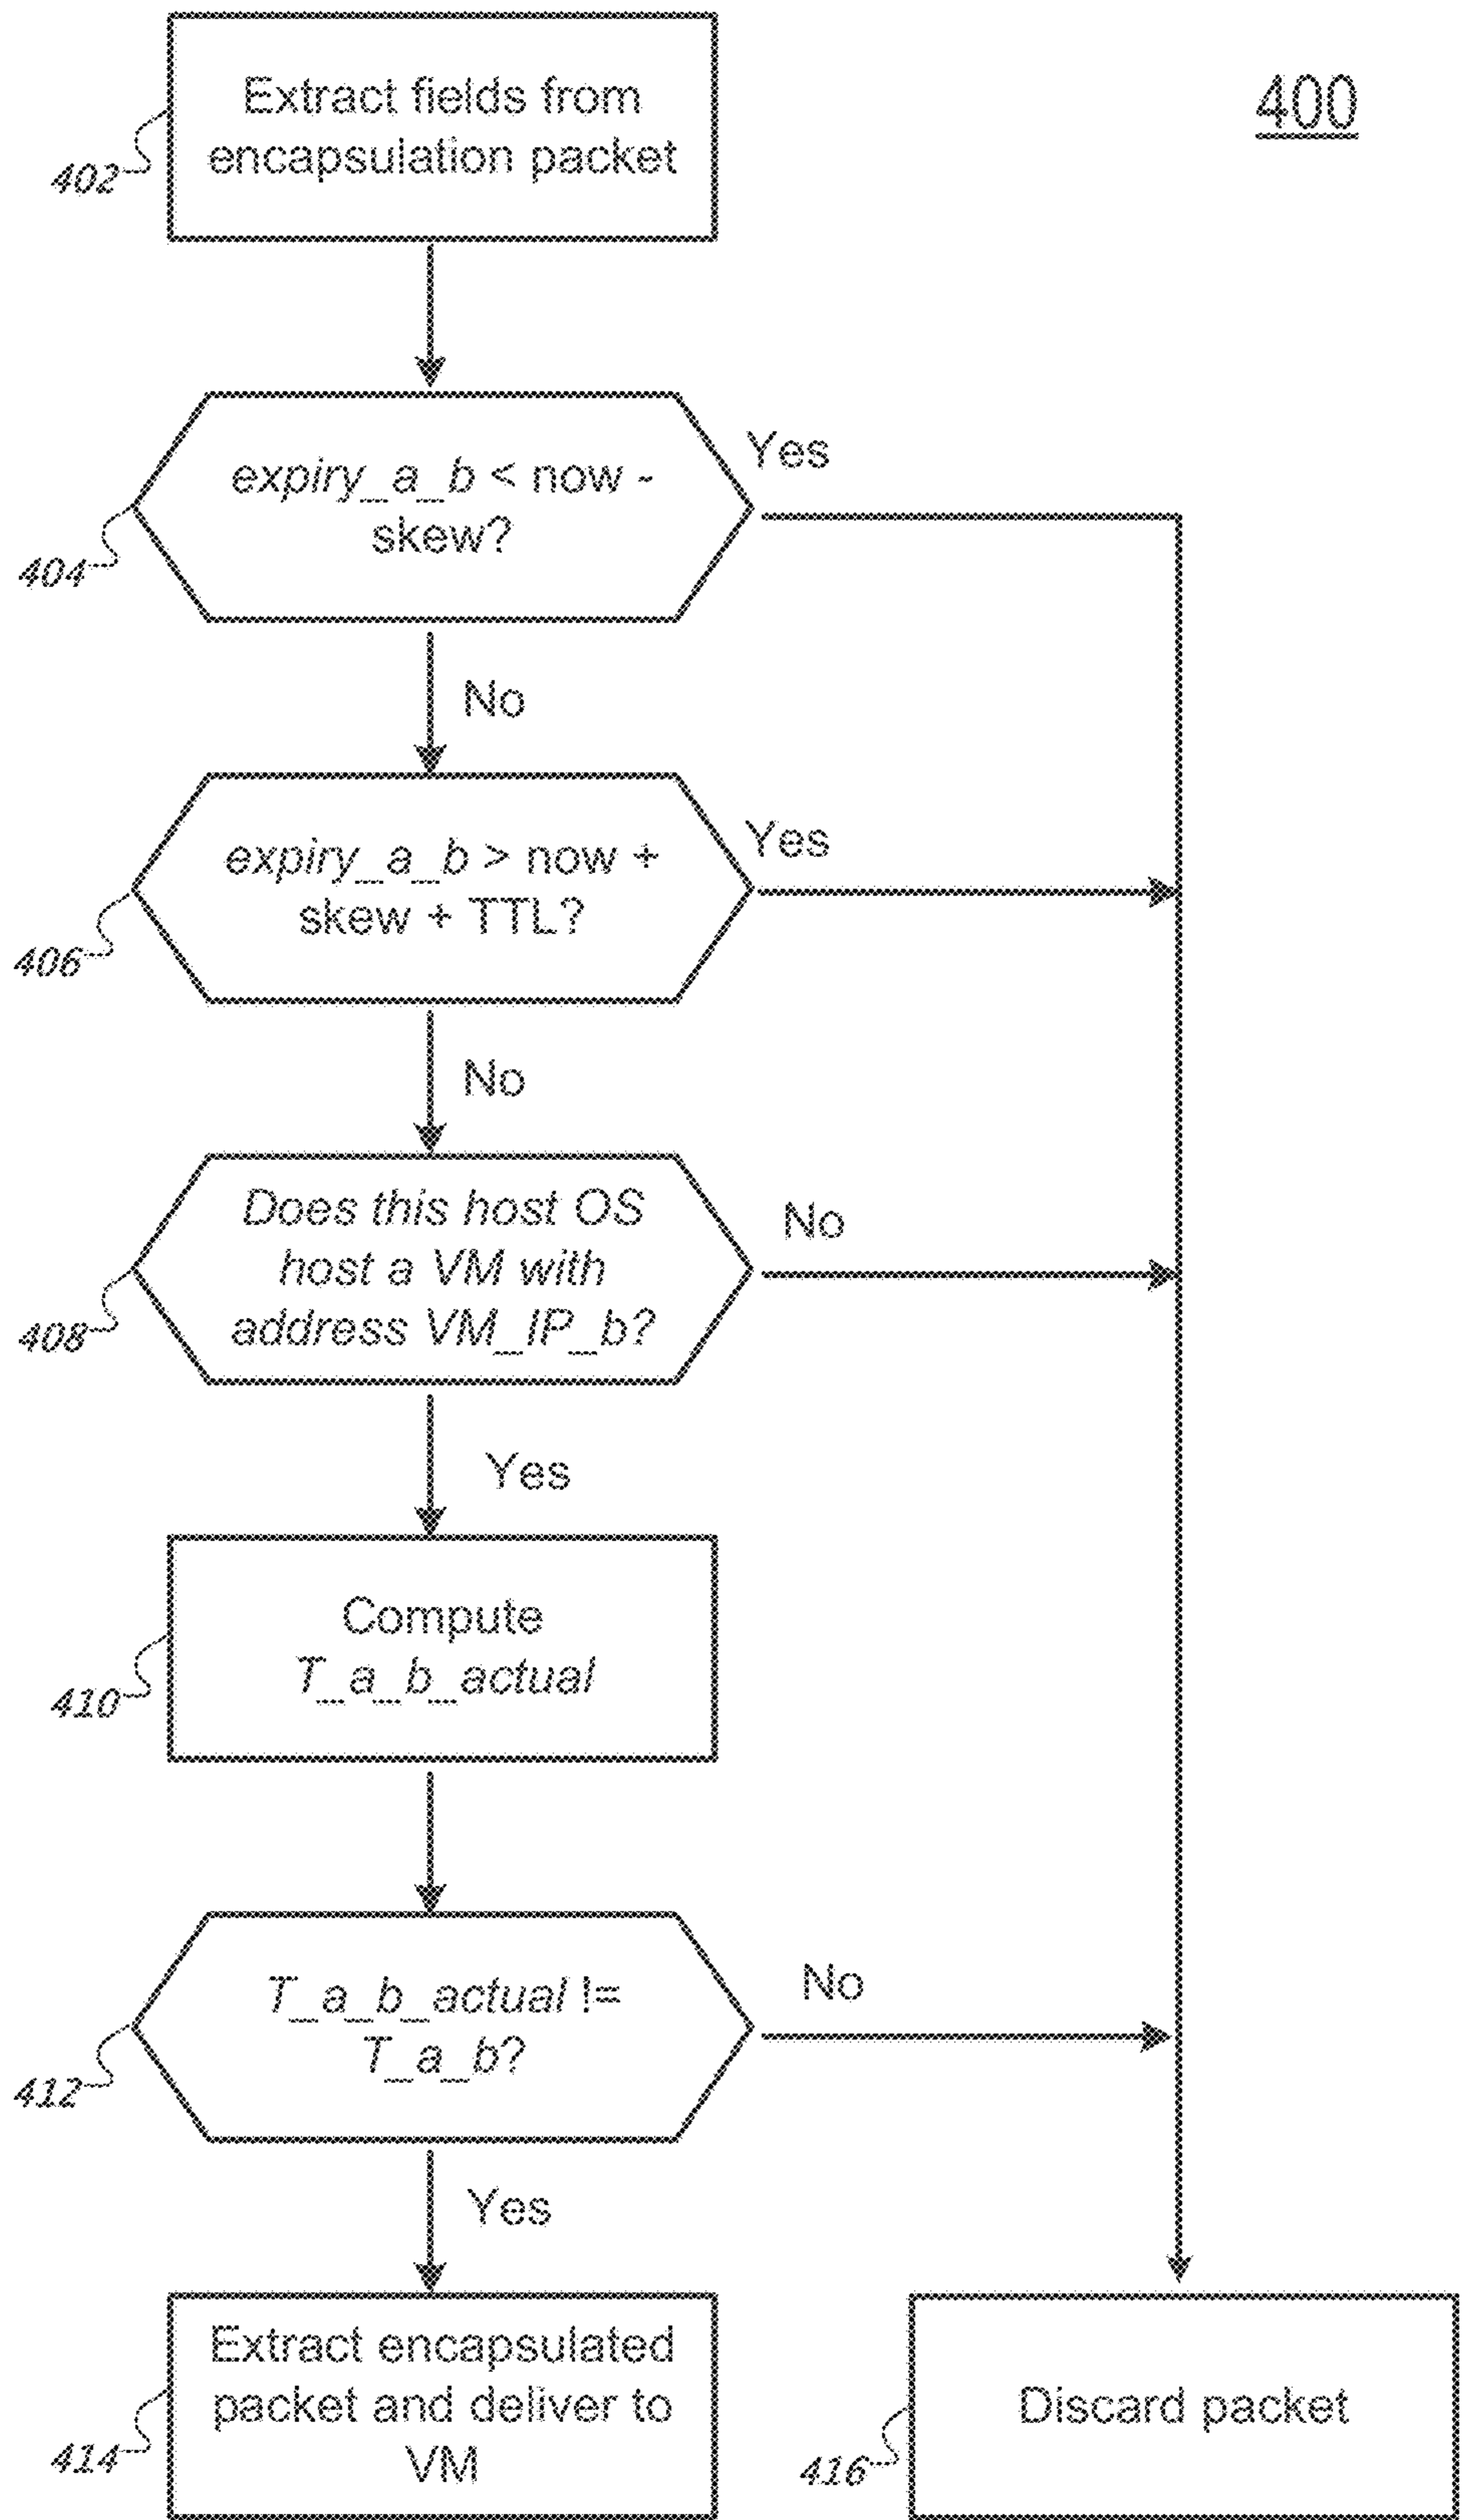 400
Extract fields from
encapsulation packet
402
expiry_a_b < now -
skew?
Yes
404
No
expiry_a_b > now +
skew + TTL?
Yes
406
No
Does this host OS
host a VM with
address VM_IP_b?
No
408
Yes
Compute
T_a_b_actual
410
T_a_b_actual !=
T_a_b?
No
412
Yes
Extract encapsulated
packet and deliver to
VM
414
Discard packet
416